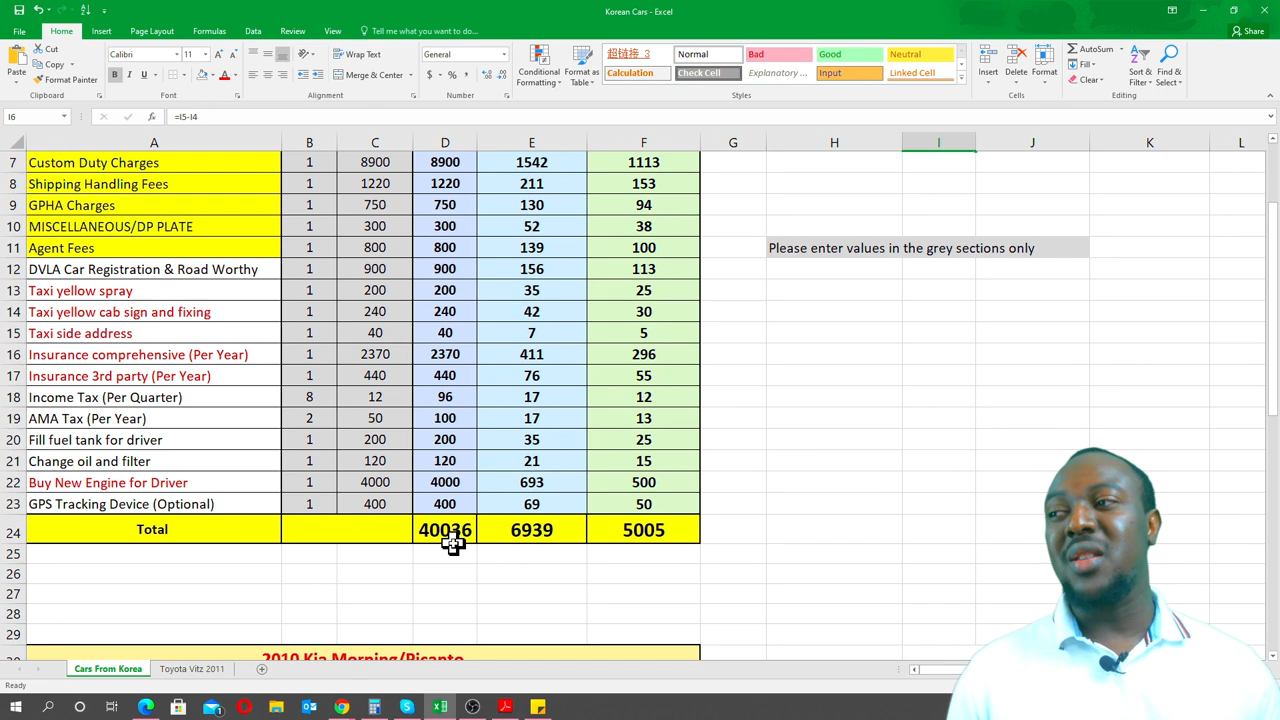 Korean Cars - Excel
File Home Insert Page Layout Formulas Data Review View Tell me what you want to do... Share
Paste Cut Copy Format Painter Clipboard
Calibri 11 B I U Font
Wrap Text Merge & Center Alignment
General $ % , Number
Conditional Formatting Format as Table
超链接 3 Normal Bad Good Neutral
Calculation Check Cell Explanatory ... Input Linked Cell
Styles
Insert Delete Format Cells
AutoSum Fill Clear Sort & Filter Find & Select Editing
I6 fx =I5-I4
A B C D E F G H I J K L
7 Custom Duty Charges 1 8900 8900 1542 1113
8 Shipping Handling Fees 1 1220 1220 211 153
9 GPHA Charges 1 750 750 130 94
10 MISCELLANEOUS/DP PLATE 1 300 300 52 38
11 Agent Fees 1 800 800 139 100 Please enter values in the grey sections only
12 DVLA Car Registration & Road Worthy 1 900 900 156 113
13 Taxi yellow spray 1 200 200 35 25
14 Taxi yellow cab sign and fixing 1 240 240 42 30
15 Taxi side address 1 40 40 7 5
16 Insurance comprehensive (Per Year) 1 2370 2370 411 296
17 Insurance 3rd party (Per Year) 1 440 440 76 55
18 Income Tax (Per Quarter) 8 12 96 17 12
19 AMA Tax (Per Year) 2 50 100 17 13
20 Fill fuel tank for driver 1 200 200 35 25
21 Change oil and filter 1 120 120 21 15
22 Buy New Engine for Driver 1 4000 4000 693 500
23 GPS Tracking Device (Optional) 1 400 400 69 50
24 Total 40036 6939 5005
25
26
27
28
29
2010 Kia Morning/Picanto
Cars From Korea Toyota Vitz 2011
Ready